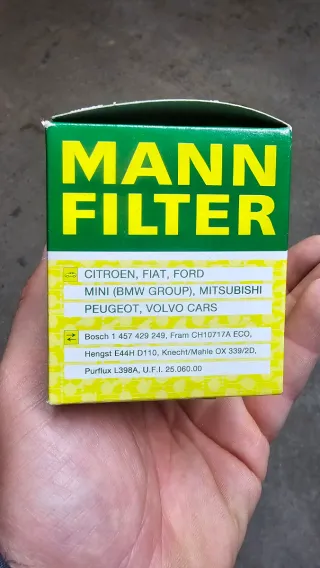 MANN
FILTER
CITROEN, FIAT, FORD
MINI (BMW GROUP), MITSUBISHI
PEUGEOT, VOLVO CARS
Bosch 1 457 429 249, Fram CH10717A ECO,
Hengst E44H D110, Knecht/Mahle OX 339/2D,
Purflux L398A, U.F.I. 25.060.00